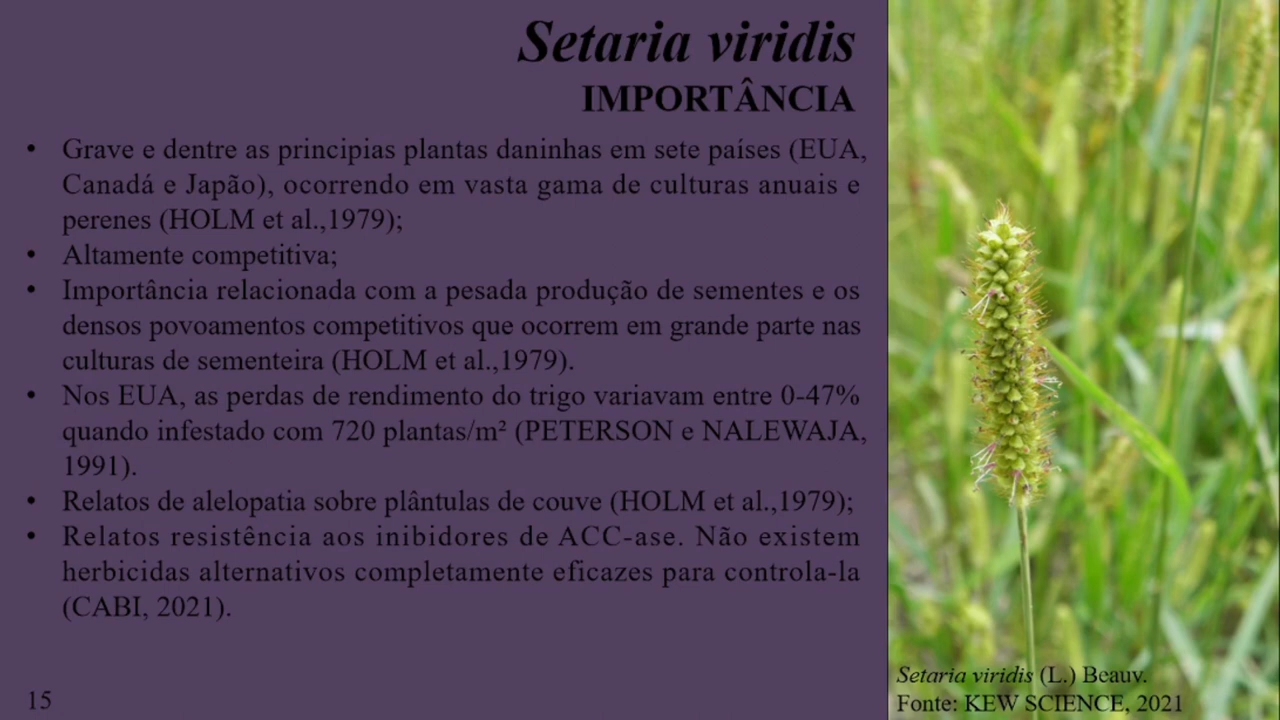 Setaria viridis
IMPORTÂNCIA
• Grave e dentre as principias plantas daninhas em sete países (EUA,
Canadá e Japão), ocorrendo em vasta gama de culturas anuais e
perenes (HOLM et al.,1979);
• Altamente competitiva;
• Importância relacionada com a pesada produção de sementes e os
densos povoamentos competitivos que ocorrem em grande parte nas
culturas de sementeira (HOLM et al.,1979).
• Nos EUA, as perdas de rendimento do trigo variavam entre 0-47%
quando infestado com 720 plantas/m² (PETERSON e NALEWAJA,
1991).
• Relatos de alelopatia sobre plântulas de couve (HOLM et al.,1979);
• Relatos resistência aos inibidores de ACC-ase. Não existem
herbicidas alternativos completamente eficazes para controla-la
(CABI, 2021).
15
Setaria viridis (L.) Beauv.
Fonte: KEW SCIENCE, 2021